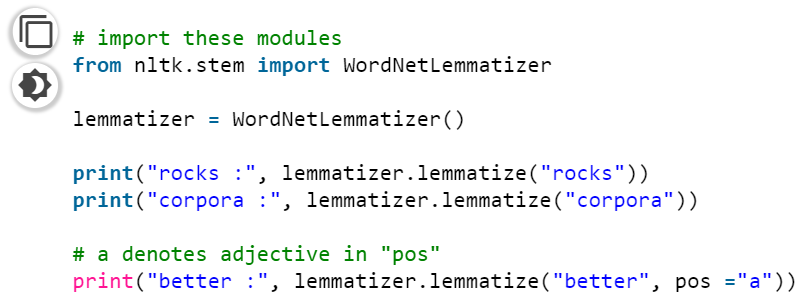 # import these modules
from nltk.stem import WordNetLemmatizer
lemmatizer = WordNetLemmatizer()
print("rocks :", lemmatizer.lemmatize("rocks"))
print("corpora :", lemmatizer.lemmatize("corpora"))
# a denotes adjective in "pos"
print("better :", lemmatizer.lemmatize("better", pos ="a"))